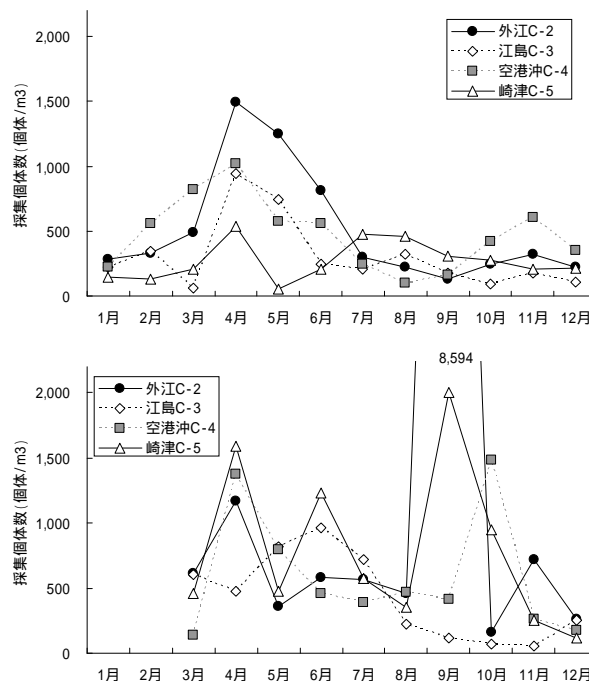 採集個体数(個体/m3)
2,000
1,500
1,000
500
0
外江C-2
江島C-3
空港沖C-4
崎津C-5
1月 2月 3月 4月 5月 6月 7月 8月 9月 10月 11月 12月
採集個体数(個体/m3)
2,000
1,500
1,000
500
0
外江C-2
江島C-3
空港沖C-4
崎津C-5
8,594
1月 2月 3月 4月 5月 6月 7月 8月 9月 10月 11月 12月